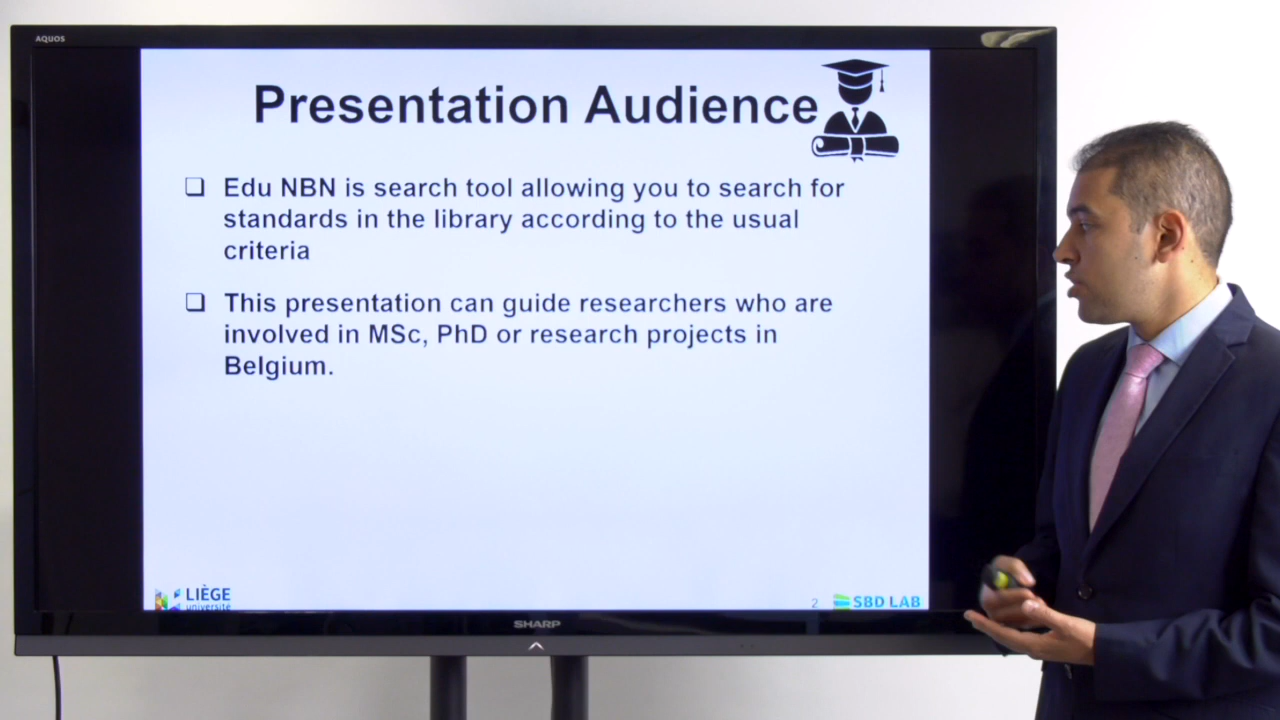 AQUOS
Presentation Audience
❑ Edu NBN is search tool allowing you to search for
standards in the library according to the usual
criteria
❑ This presentation can guide researchers who are
involved in MSc, PhD or research projects in
Belgium.
LIÈGE
université
2
SBD LAB
SHARP